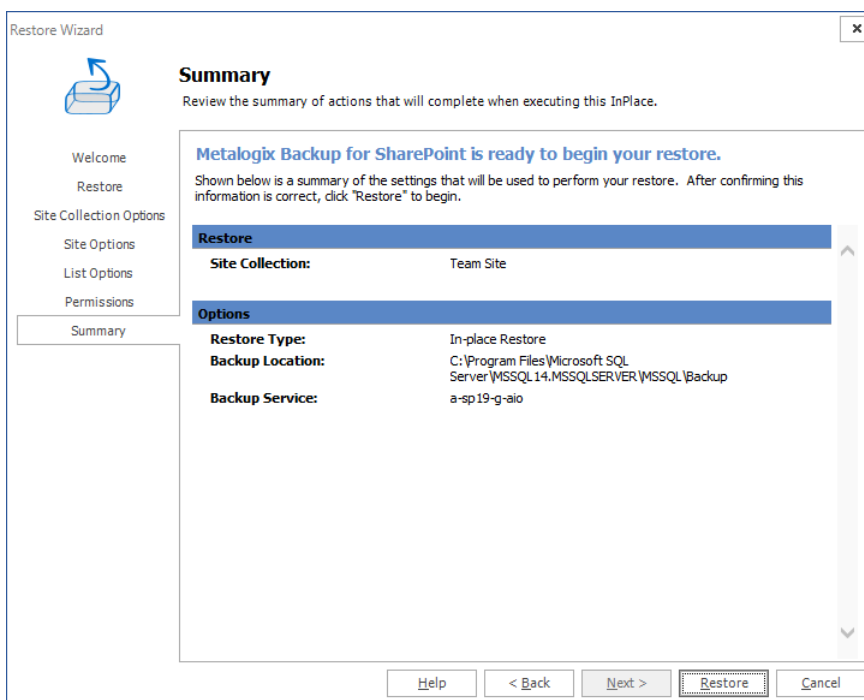 Restore Wizard
Summary
Review the summary of actions that will complete when executing this InPlace.
Welcome
Restore
Site Collection Options
Site Options
List Options
Permissions
Summary
Metalogix Backup for SharePoint is ready to begin your restore.
Shown below is a summary of the settings that will be used to perform your restore.  After confirming this
information is correct, click "Restore" to begin.
Restore
Site Collection: Team Site
Options
Restore Type: In-place Restore
Backup Location: C:\Program Files\Microsoft SQL
Server\MSSQL14.MSSQLSERVER\MSSQL\Backup
Backup Service: a-sp19-g-aio
Help < Back Next > Restore Cancel